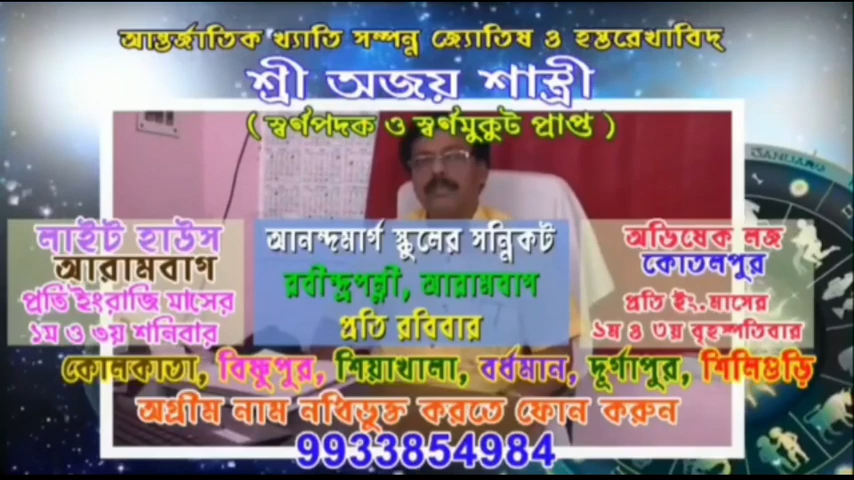 আন্তর্জাতিক খ্যাতি সম্পন্ন জ্যোতিষ ও হস্তরেখাবিদ্
শ্রী অজয় শাস্ত্রী
( স্বর্ণপদক ও স্বর্ণমুকুট প্রাপ্ত )
লাইট হাউস
আরামবাগ
প্রতি ইংরাজি মাসের
১ম ও ৩য় শনিবার
আনন্দমার্গ স্কুলের সন্নিকট
রবীন্দ্রপল্লী, আরামবাগ
প্রতি রবিবার
অভিষেক লজ
কোতলপুর
প্রতি ইং.মাসের
১ম ও ৩য় বৃহস্পতিবার
কোলকাতা, বিষ্ণুপুর, শিয়াখালা, বর্ধমান, দূর্গাপুর, শিলিগুড়ি
অগ্রীম নাম নথিভুক্ত করতে ফোন করুন
9933854984
JANUARY